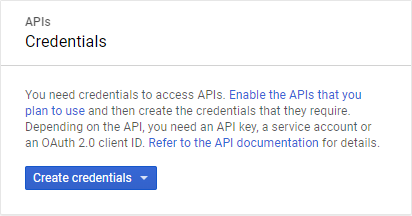 APIs
Credentials
You need credentials to access APIs. Enable the APIs that you
plan to use and then create the credentials that they require.
Depending on the API, you need an API key, a service account or
an OAuth 2.0 client ID. Refer to the API documentation for details.
Create credentials